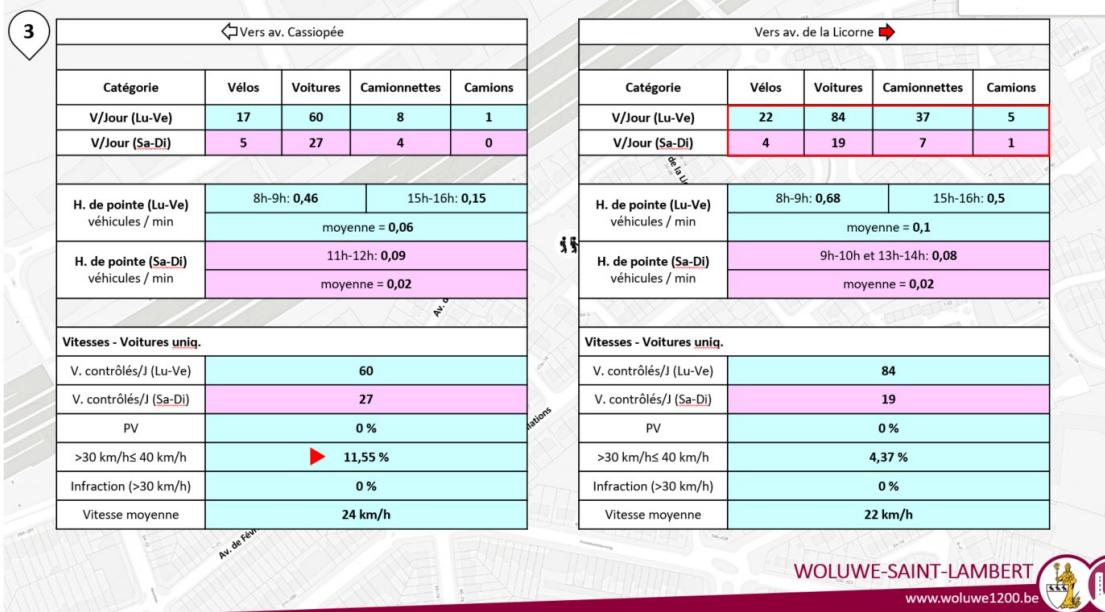 3
Vers av. Cassiopée
Catégorie Vélos Voitures Camionnettes Camions
V/Jour (Lu-Ve) 17 60 8 1
V/Jour (Sa-Di) 5 27 4 0
H. de pointe (Lu-Ve) véhicules / min 8h-9h: 0,46 15h-16h: 0,15
moyenne = 0,06
H. de pointe (Sa-Di) véhicules / min 11h-12h: 0,09
moyenne = 0,02
Vitesses - Voitures uniq.
V. contrôlés/J (Lu-Ve) 60
V. contrôlés/J (Sa-Di) 27
PV 0 %
>30 km/h≤ 40 km/h 11,55 %
Infraction (>30 km/h) 0 %
Vitesse moyenne 24 km/h
Vers av. de la Licorne
Catégorie Vélos Voitures Camionnettes Camions
V/Jour (Lu-Ve) 22 84 37 5
V/Jour (Sa-Di) 4 19 7 1
H. de pointe (Lu-Ve) véhicules / min 8h-9h: 0,68 15h-16h: 0,5
moyenne = 0,1
H. de pointe (Sa-Di) véhicules / min 9h-10h et 13h-14h: 0,08
moyenne = 0,02
Vitesses - Voitures uniq.
V. contrôlés/J (Lu-Ve) 84
V. contrôlés/J (Sa-Di) 19
PV 0 %
>30 km/h≤ 40 km/h 4,37 %
Infraction (>30 km/h) 0 %
Vitesse moyenne 22 km/h
de la
Av.
Av. de
WOLUWE-SAINT-LAMBERT
www.woluwe1200.be